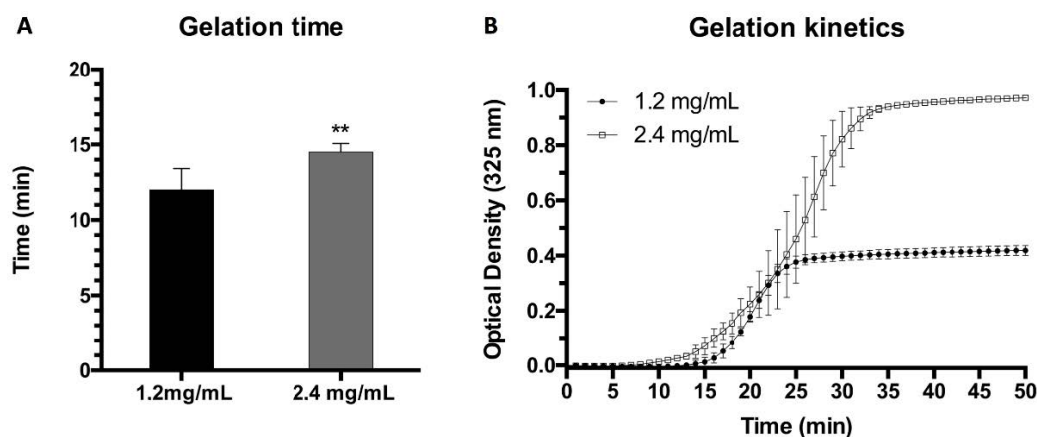 A
Gelation time
20
15
10
5
0
Time (min)
**
1.2mg/mL
2.4 mg/mL
B
Gelation kinetics
1.2 mg/mL
2.4 mg/mL
1.0
0.8
0.6
0.4
0.2
0.0
Optical Density (325 nm)
0 5 10 15 20 25 30 35 40 45 50
Time (min)